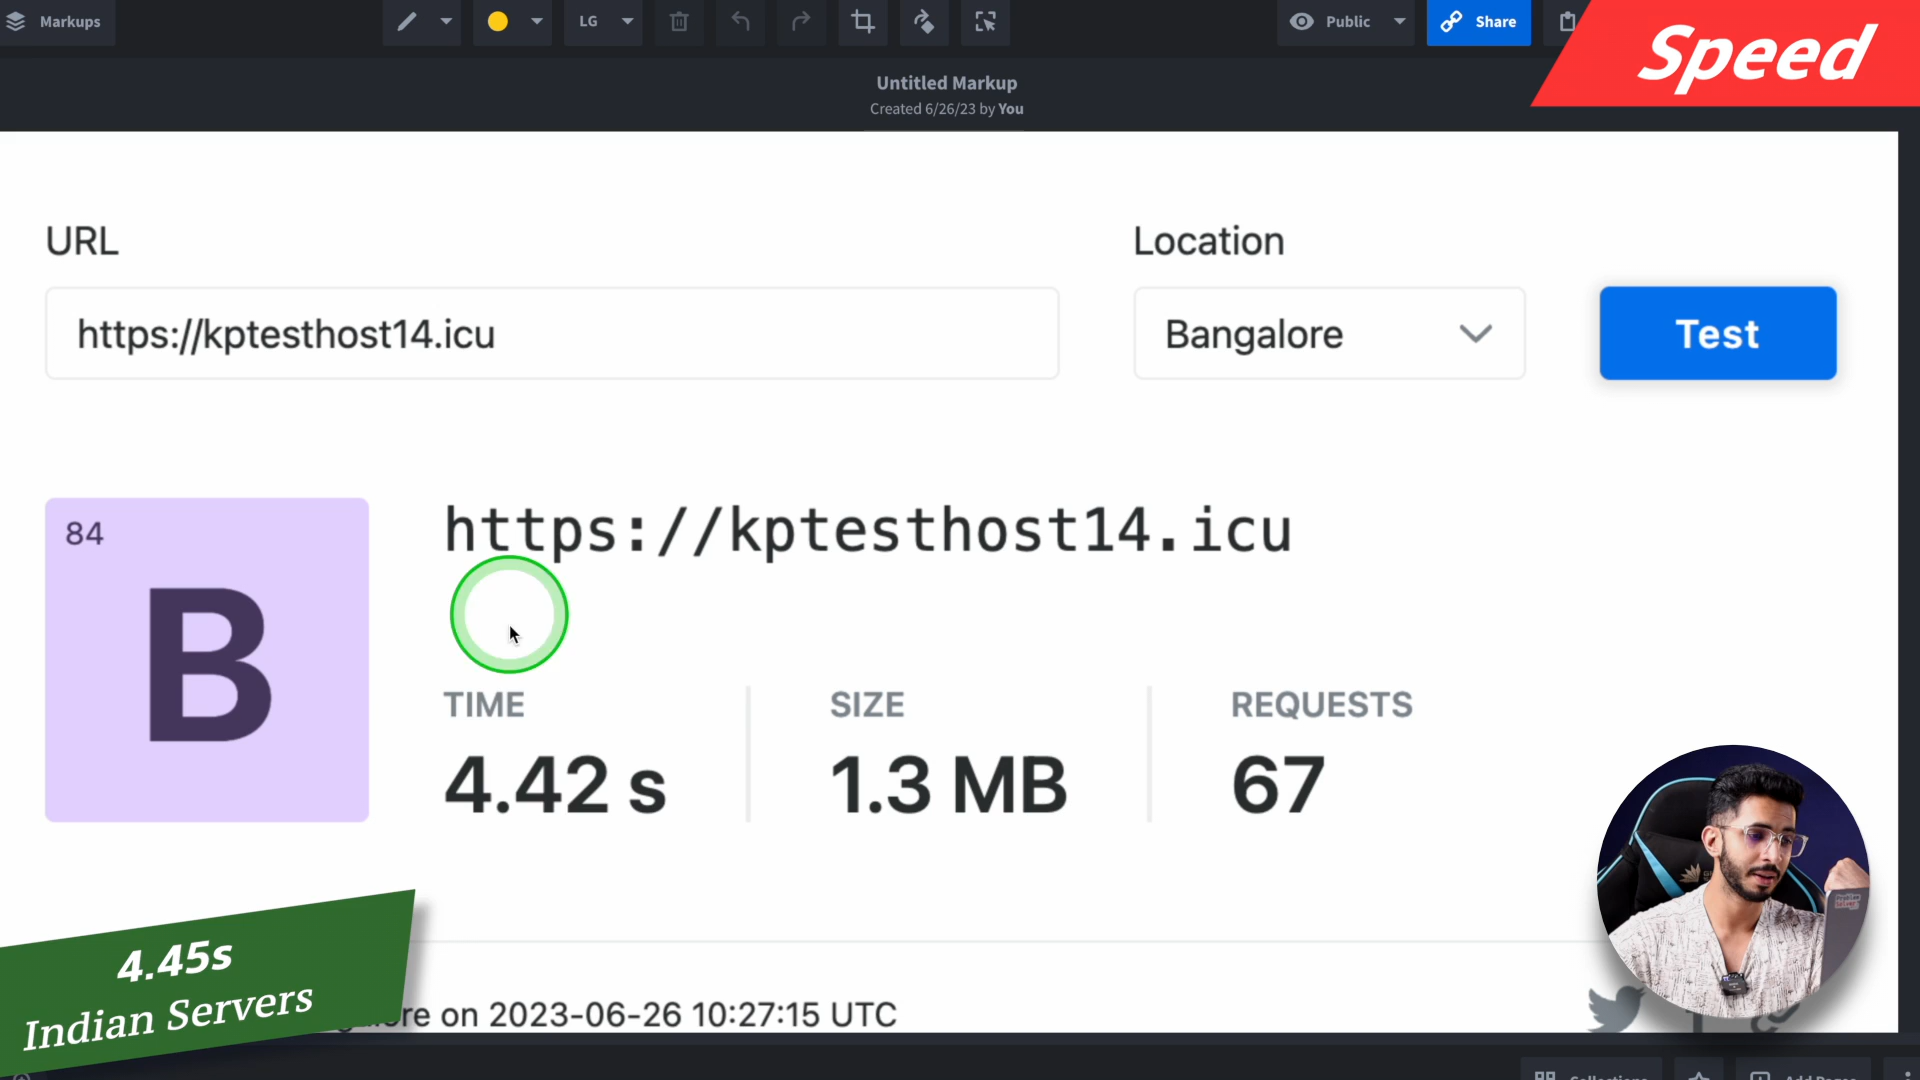 Markups
LG
Public
Share
Speed
Untitled Markup
Created 6/26/23 by You
URL
Location
https://kptesthost14.icu
Bangalore
Test
84
B
https://kptesthost14.icu
TIME
SIZE
REQUESTS
4.42 s
1.3 MB
67
4.45s
Indian Servers
on 2023-06-26 10:27:15 UTC